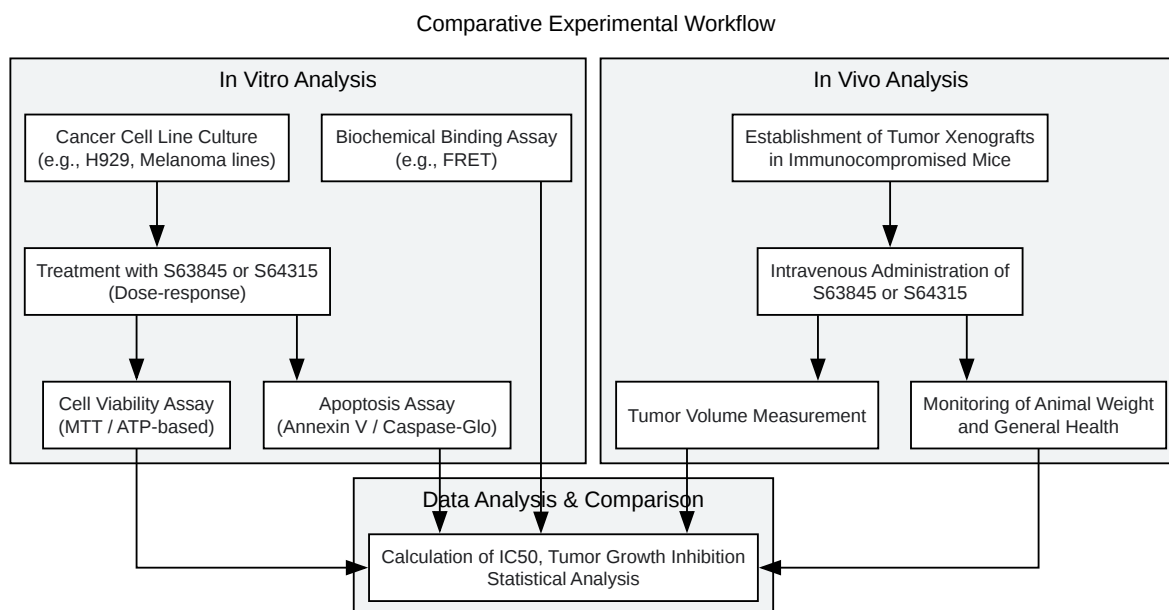 Comparative Experimental Workflow
In Vitro Analysis
Cancer Cell Line Culture
(e.g., H929, Melanoma lines)
Biochemical Binding Assay
(e.g., FRET)
Treatment with S63845 or S64315
(Dose-response)
Cell Viability Assay
(MTT / ATP-based)
Apoptosis Assay
(Annexin V / Caspase-Glo)
In Vivo Analysis
Establishment of Tumor Xenografts
in Immunocompromised Mice
Intravenous Administration of
S63845 or S64315
Tumor Volume Measurement
Monitoring of Animal Weight
and General Health
Data Analysis & Comparison
Calculation of IC50, Tumor Growth Inhibition
Statistical Analysis